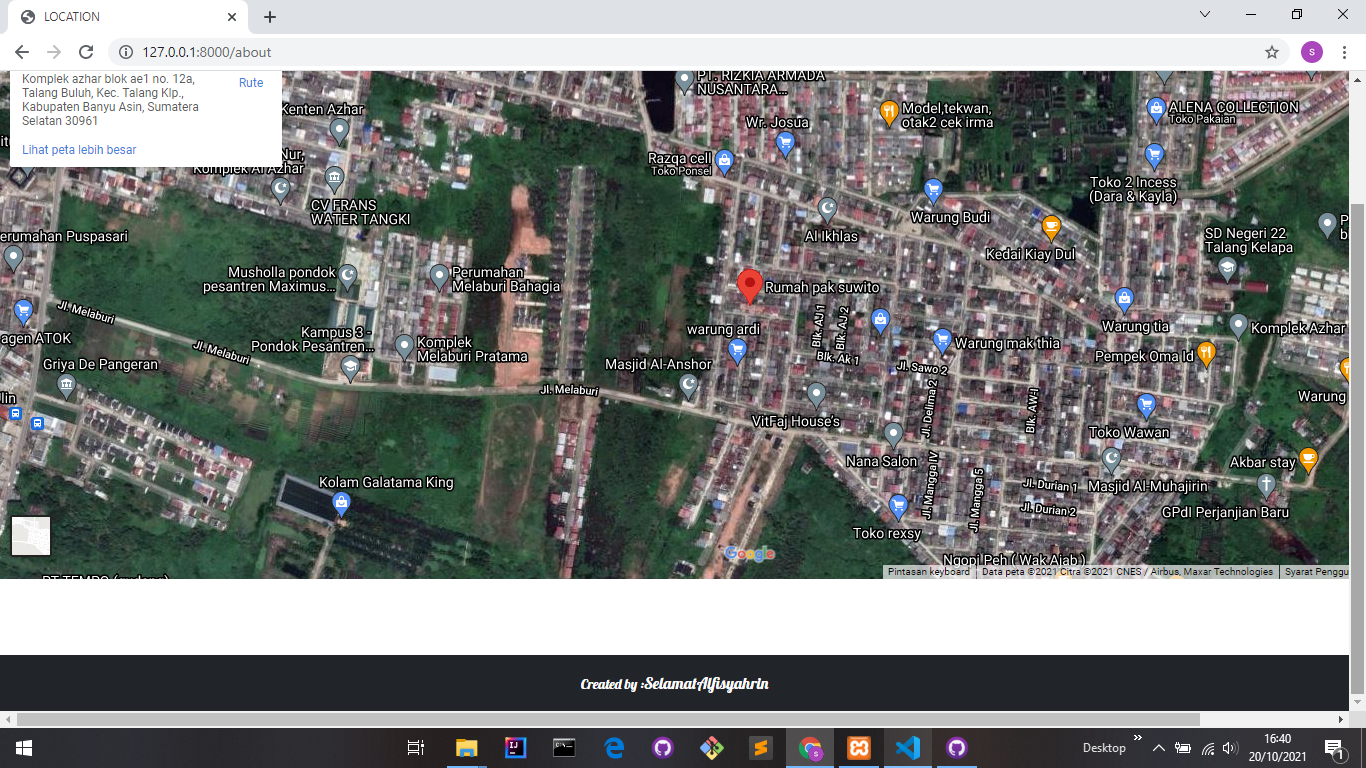 LOCATION
127.0.0.1:8000/about
S
Komplek azhar blok ae1 no. 12a,
Talang Buluh, Kec. Talang Klp.,
Kabupaten Banyu Asin, Sumatera
Selatan 30961
Rute
Lihat peta lebih besar
PT. RIZKIA ARMADA
NUSANTARA...
Model,tekwan,
otak2 cek irma
ALENA COLLECTION
Toko Pakaian
Kenten Azhar
Wr. Josua
Nur,
Komplek Al Azhar
Razqa cell
Toko Ponsel
Toko 2 Incess
(Dara & Kayla)
CV FRANS
WATER TANGKI
Warung Budi
Al Ikhlas
Kedai Kiay Dul
SD Negeri 22
Talang Kelapa
erumahan Puspasari
Musholla pondok
pesantren Maximus...
Perumahan
Melaburi Bahagia
Rumah pak suwito
Jl. Melaburi
agen ATOK
Kampus 3 -
Pondok Pesantren...
Komplek
Melaburi Pratama
warung ardi
Blk. AJ 1
Blk. AJ 2
Blk. Ak 1
Warung mak thia
Warung tia
Komplek Azhar
Pempek Oma Id
Jl. Melaburi
Griya De Pangeran
Masjid Al-Anshor
Jl. Sawo 2
Jl. Melaburi
Jl. Delima 2
Blk. AW-I
Warung
VitFaj House's
Toko Wawan
Nana Salon
Jl. Mangga IV
Jl. Mangga 5
Akbar stay
Masjid Al-Muhajirin
Jl. Durian 1
Jl. Durian 2
GPdI Perjanjian Baru
Kolam Galatama King
Toko rexsy
Google
Ngopi Peh ( Wak Ajab )
Pintasan keyboard
Data peta ©2021 Citra ©2021 CNES / Airbus, Maxar Technologies
Syarat Penggu
Created by :SelamatAlfisyahrin
Desktop
16:40
20/10/2021
1